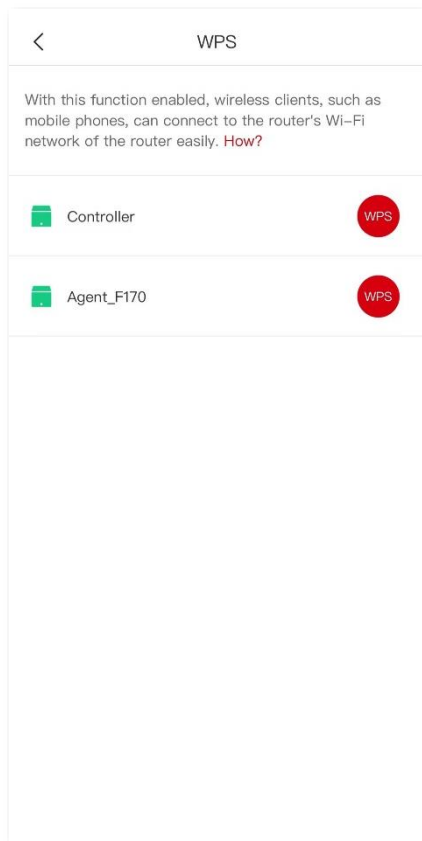 WPS
With this function enabled, wireless clients, such as
mobile phones, can connect to the router's Wi-Fi
network of the router easily. How?
Controller
WPS
Agent_F170
WPS